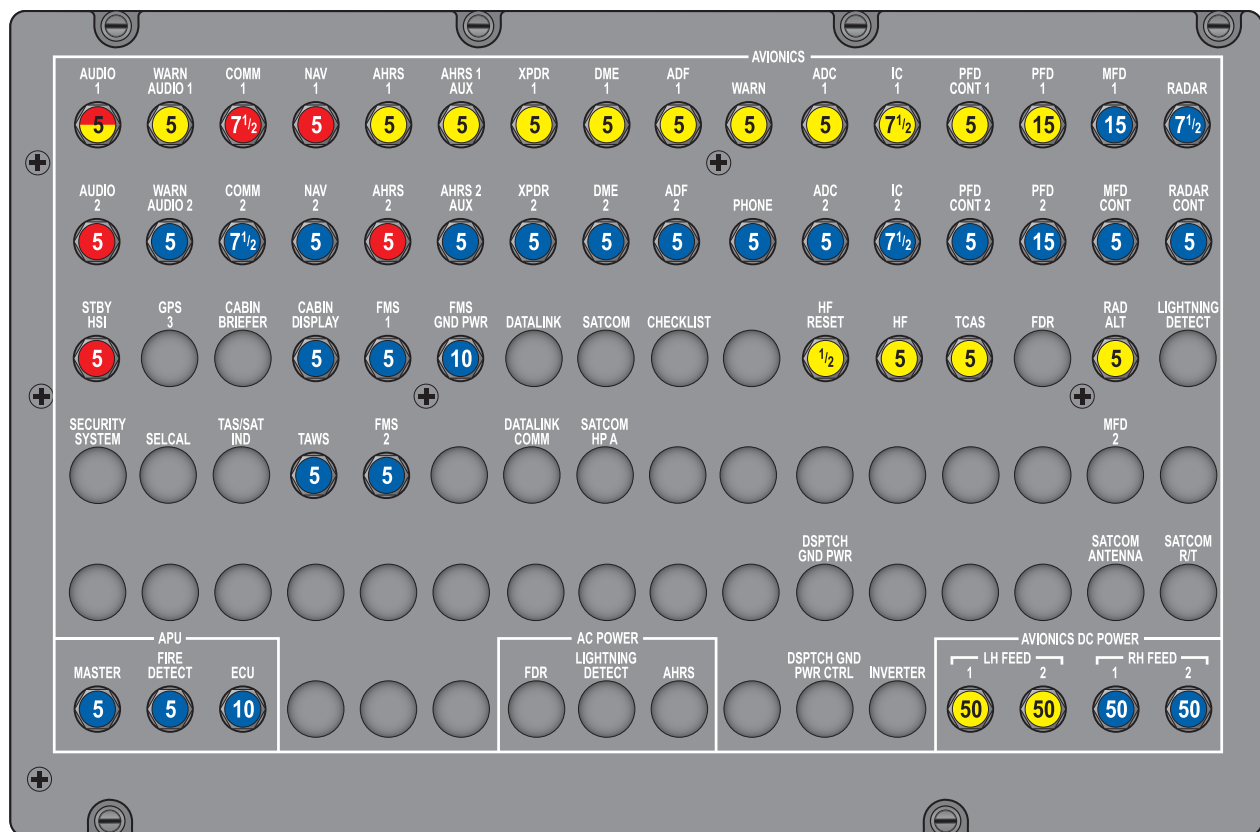 AVIONICS
AUDIO 1
WARN AUDIO 1
COMM 1
NAV 1
AHRS 1
AHRS 1 AUX
XPDR 1
DME 1
ADF 1
WARN
ADC 1
IC 1
PFD CONT 1
PFD 1
MFD 1
RADAR
5 5 7 1/2 5 5 5 5 5 5 5 5 7 1/2 5 15 15 7 1/2
AUDIO 2
WARN AUDIO 2
COMM 2
NAV 2
AHRS 2
AHRS 2 AUX
XPDR 2
DME 2
ADF 2
PHONE
ADC 2
IC 2
PFD CONT 2
PFD 2
MFD CONT
RADAR CONT
5 5 7 1/2 5 5 5 5 5 5 5 5 7 1/2 5 15 5 5
STBY HSI
GPS 3
CABIN BRIEFER
CABIN DISPLAY
FMS 1
FMS GND PWR
DATALINK
SATCOM
CHECKLIST
HF RESET
HF
TCAS
FDR
RAD ALT
LIGHTNING DETECT
5 5 5 10 1/2 5 5 5
SECURITY SYSTEM
SELCAL
TAS/SAT IND
TAWS
FMS 2
DATALINK COMM
SATCOM HP A
MFD 2
5 5
DSPTCH GND PWR
SATCOM ANTENNA
SATCOM R/T
APU
MASTER
FIRE DETECT
ECU
5 5 10
AC POWER
FDR
LIGHTNING DETECT
AHRS
DSPTCH GND PWR CTRL
INVERTER
AVIONICS DC POWER
LH FEED
1 2
RH FEED
1 2
50 50 50 50